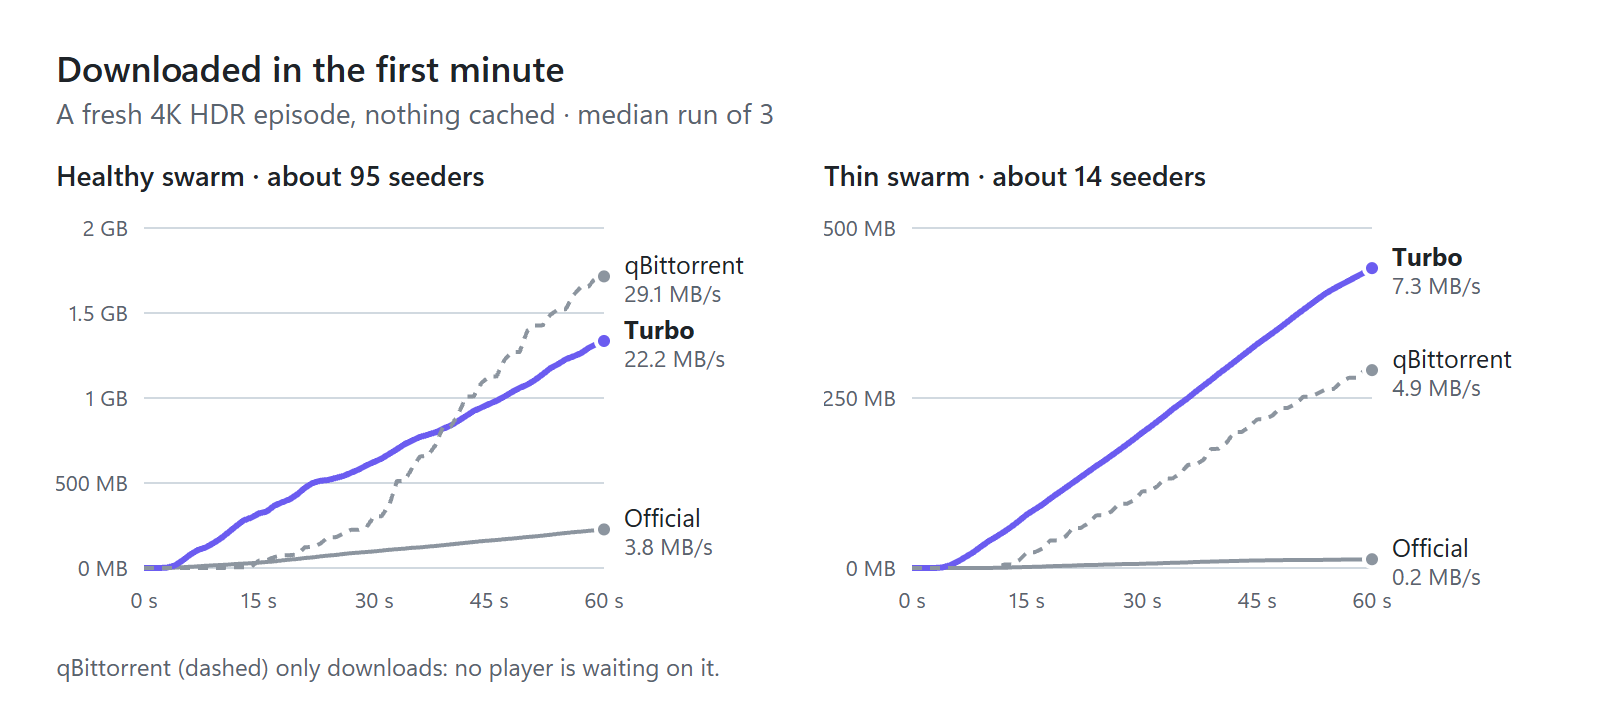 Downloaded in the first minute
A fresh 4K HDR episode, nothing cached · median run of 3
Healthy swarm · about 95 seeders
2 GB
1.5 GB
1 GB
500 MB
0 MB
0 s
15 s
30 s
45 s
60 s
qBittorrent
29.1 MB/s
Turbo
22.2 MB/s
Official
3.8 MB/s
Thin swarm · about 14 seeders
500 MB
250 MB
0 MB
0 s
15 s
30 s
45 s
60 s
Turbo
7.3 MB/s
qBittorrent
4.9 MB/s
Official
0.2 MB/s
qBittorrent (dashed) only downloads: no player is waiting on it.